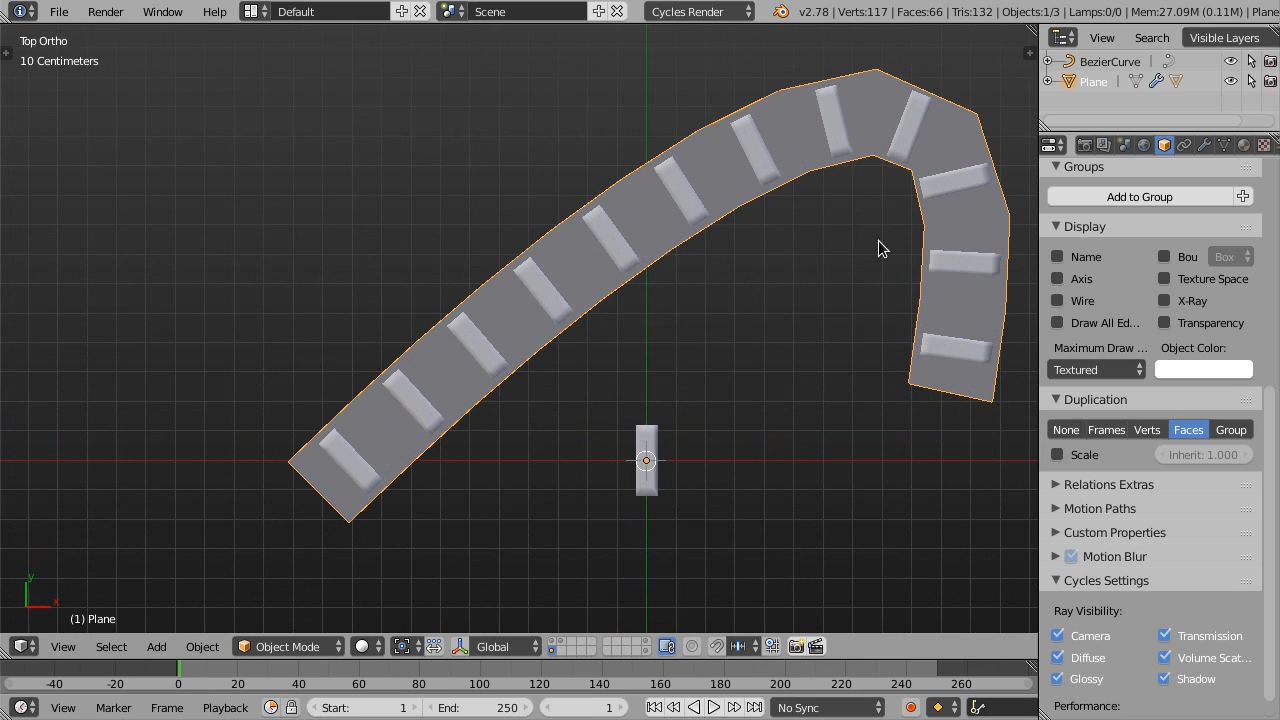 File Render Window Help Default Scene Cycles Render v2.78 | Verts:117 | Faces:66 | Tris:132 | Objects:1/3 | Lamps:0/0 | Mem:27.09M (0.11M) | Plane
Top Ortho
10 Centimeters
View Search Visible Layers
BezierCurve
Plane
Groups
Add to Group
Display
Name Bou Box
Axis Texture Space
Wire X-Ray
Draw All Ed... Transparency
Maximum Draw ... Object Color:
Textured
Duplication
None Frames Verts Faces Group
Scale Inherit: 1.000
Relations Extras
Motion Paths
Custom Properties
Motion Blur
Cycles Settings
Ray Visibility:
Camera Transmission
Diffuse Volume Scat...
Glossy Shadow
Performance:
y
x
(1) Plane
View Select Add Object Object Mode Global
-40 -20 0 20 40 60 80 100 120 140 160 180 200 220 240 260
View Marker Frame Playback Start: 1 End: 250 1 No Sync